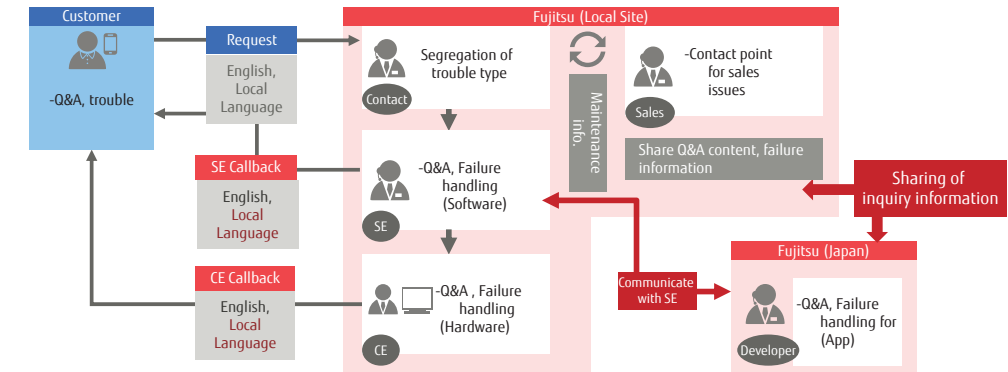 Customer
-Q&A, trouble
Request
English,
Local
Language
SE Callback
English,
Local
Language
CE Callback
English,
Local
Language
Fujitsu (Local Site)
Segregation of
trouble type
Contact
-Q&A, Failure
handling
(Software)
SE
-Q&A , Failure
handling
(Hardware)
CE
Maintenance
info.
-Contact point
for sales
issues
Sales
Share Q&A content, failure
information
Sharing of
inquiry information
Communicate
with SE
Fujitsu (Japan)
-Q&A, Failure
handling for
(App)
Developer